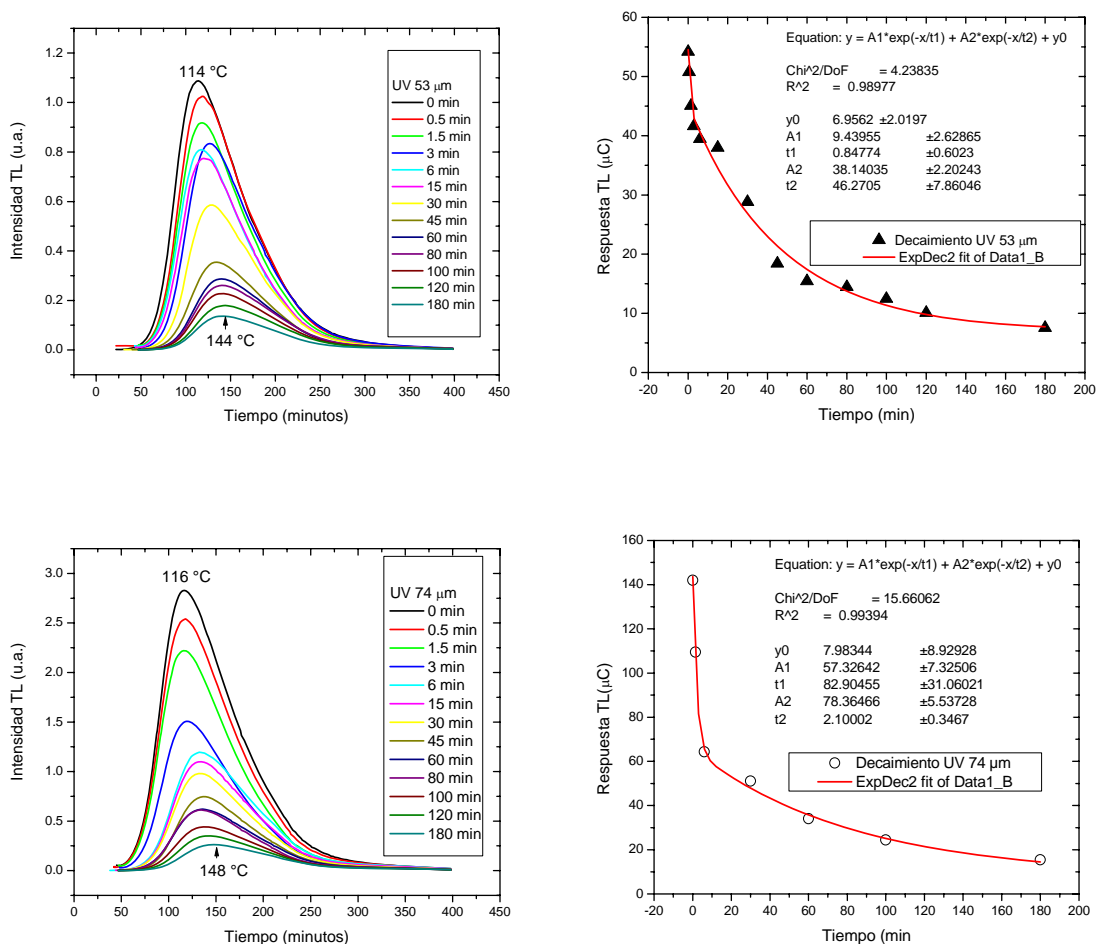 114 °C
UV 53 μm
0 min
0.5 min
1.5 min
3 min
6 min
15 min
30 min
45 min
60 min
80 min
100 min
120 min
180 min
144 °C
Intensidad TL (u.a.)
1.2
1.0
0.8
0.6
0.4
0.2
0.0
0 50 100 150 200 250 300 350 400 450
Tiempo (minutos)
Equation: y = A1*exp(-x/t1) + A2*exp(-x/t2) + y0
Chi^2/DoF = 4.23835
R^2 = 0.98977
y0 6.9562 ±2.0197
A1 9.43955 ±2.62865
t1 0.84774 ±0.6023
A2 38.14035 ±2.20243
t2 46.2705 ±7.86046
Decaimiento UV 53 μm
ExpDec2 fit of Data1_B
Respuesta TL (μC)
60
50
40
30
20
10
0
-20 0 20 40 60 80 100 120 140 160 180 200
Tiempo (min)
116 °C
UV 74 μm
0 min
0.5 min
1.5 min
3 min
6 min
15 min
30 min
45 min
60 min
80 min
100 min
120 min
180 min
148 °C
Intensidad TL (u.a.)
3.0
2.5
2.0
1.5
1.0
0.5
0.0
0 50 100 150 200 250 300 350 400 450
Tiempo (minutos)
Equation: y = A1*exp(-x/t1) + A2*exp(-x/t2) + y0
Chi^2/DoF = 15.66062
R^2 = 0.99394
y0 7.98344 ±8.92928
A1 57.32642 ±7.32506
t1 82.90455 ±31.06021
A2 78.36466 ±5.53728
t2 2.10002 ±0.3467
Decaimiento UV 74 µm
ExpDec2 fit of Data1_B
Respuesta TL(μC)
160
140
120
100
80
60
40
20
0
-20 0 20 40 60 80 100 120 140 160 180 200
Tiempo (min